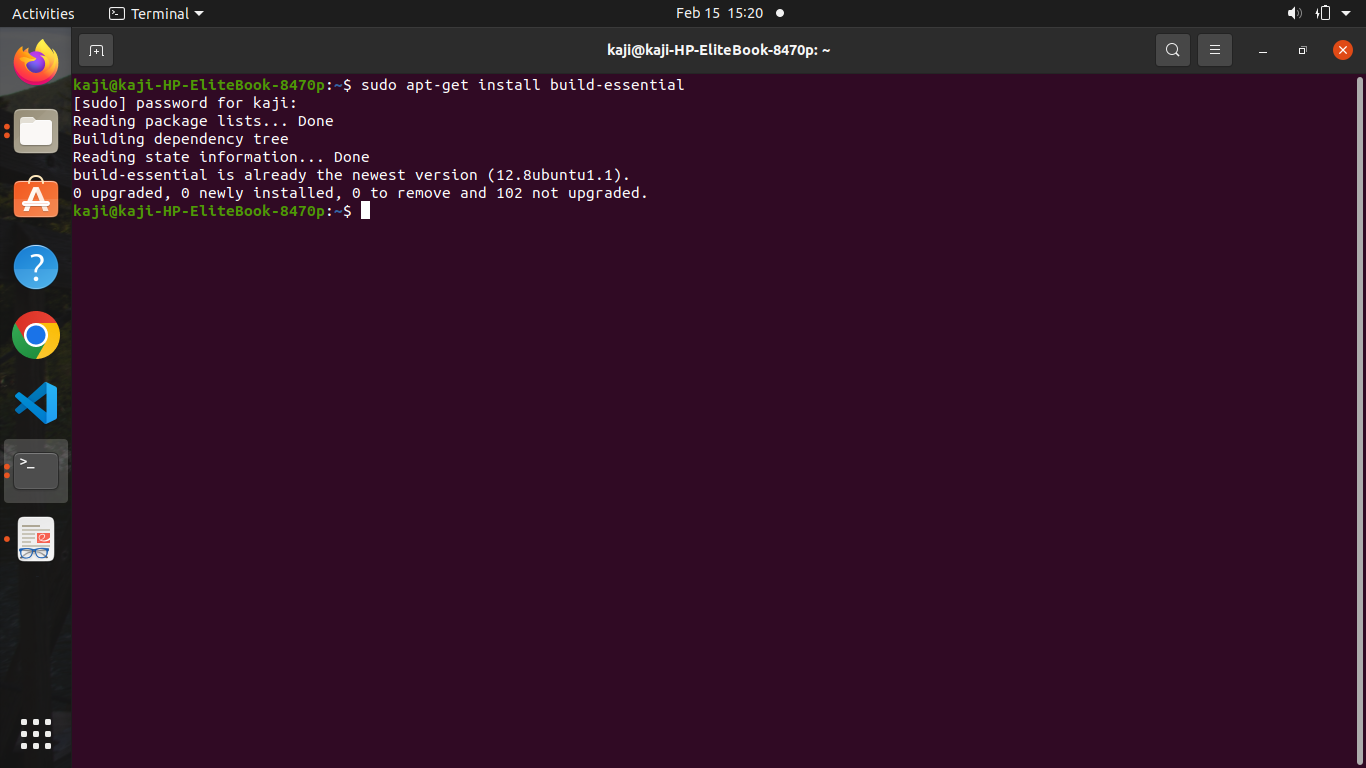 Activities
Terminal
Feb 15 15:20
kaji@kaji-HP-EliteBook-8470p: ~
kaji@kaji-HP-EliteBook-8470p:~$ sudo apt-get install build-essential
[sudo] password for kaji:
Reading package lists... Done
Building dependency tree
Reading state information... Done
build-essential is already the newest version (12.8ubuntu1.1).
0 upgraded, 0 newly installed, 0 to remove and 102 not upgraded.
kaji@kaji-HP-EliteBook-8470p:~$